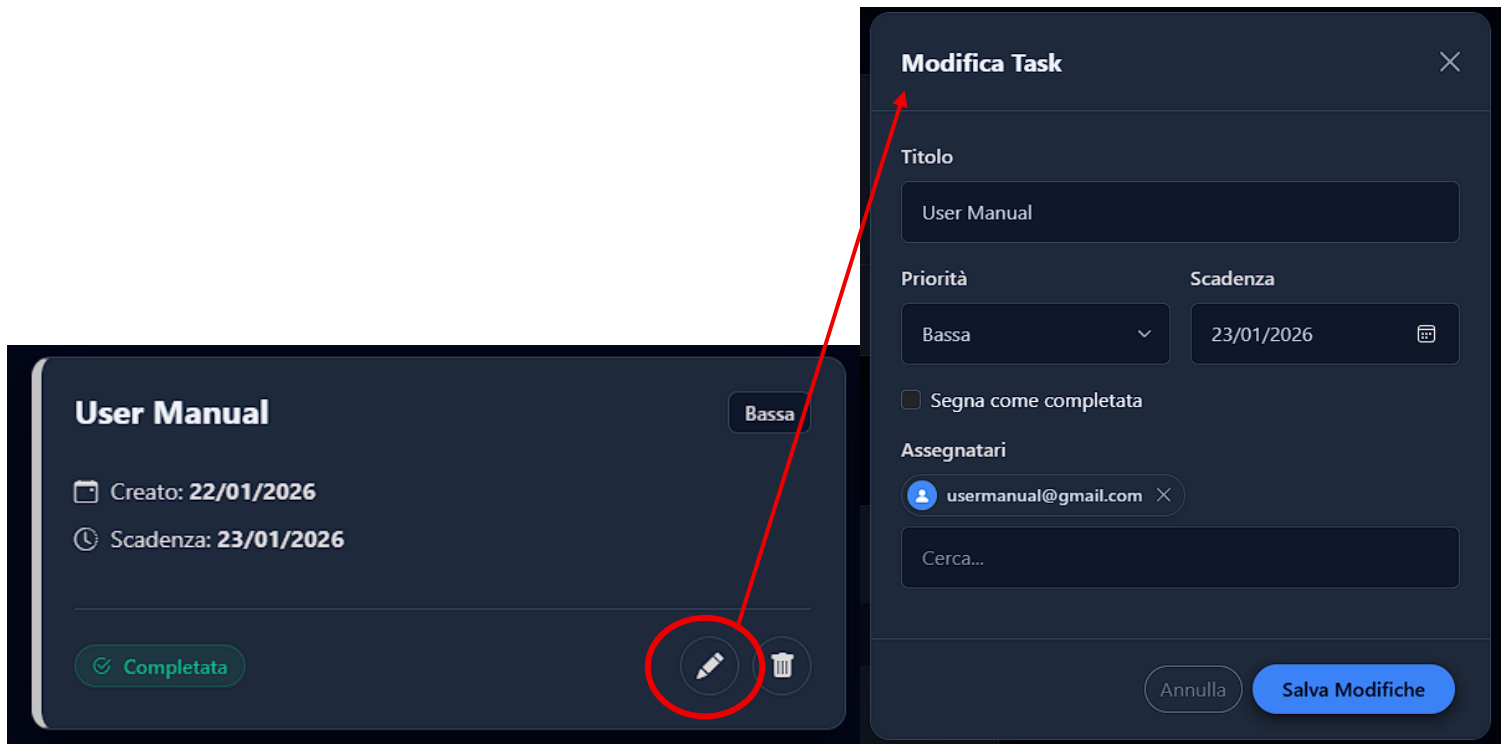 User Manual
Bassa
Creato: 22/01/2026
Scadenza: 23/01/2026
Completata
Modifica Task
Titolo
User Manual
Priorità
Scadenza
Bassa
23/01/2026
Segna come completata
Assegnatari
usermanual@gmail.com
Cerca...
Annulla
Salva Modifiche